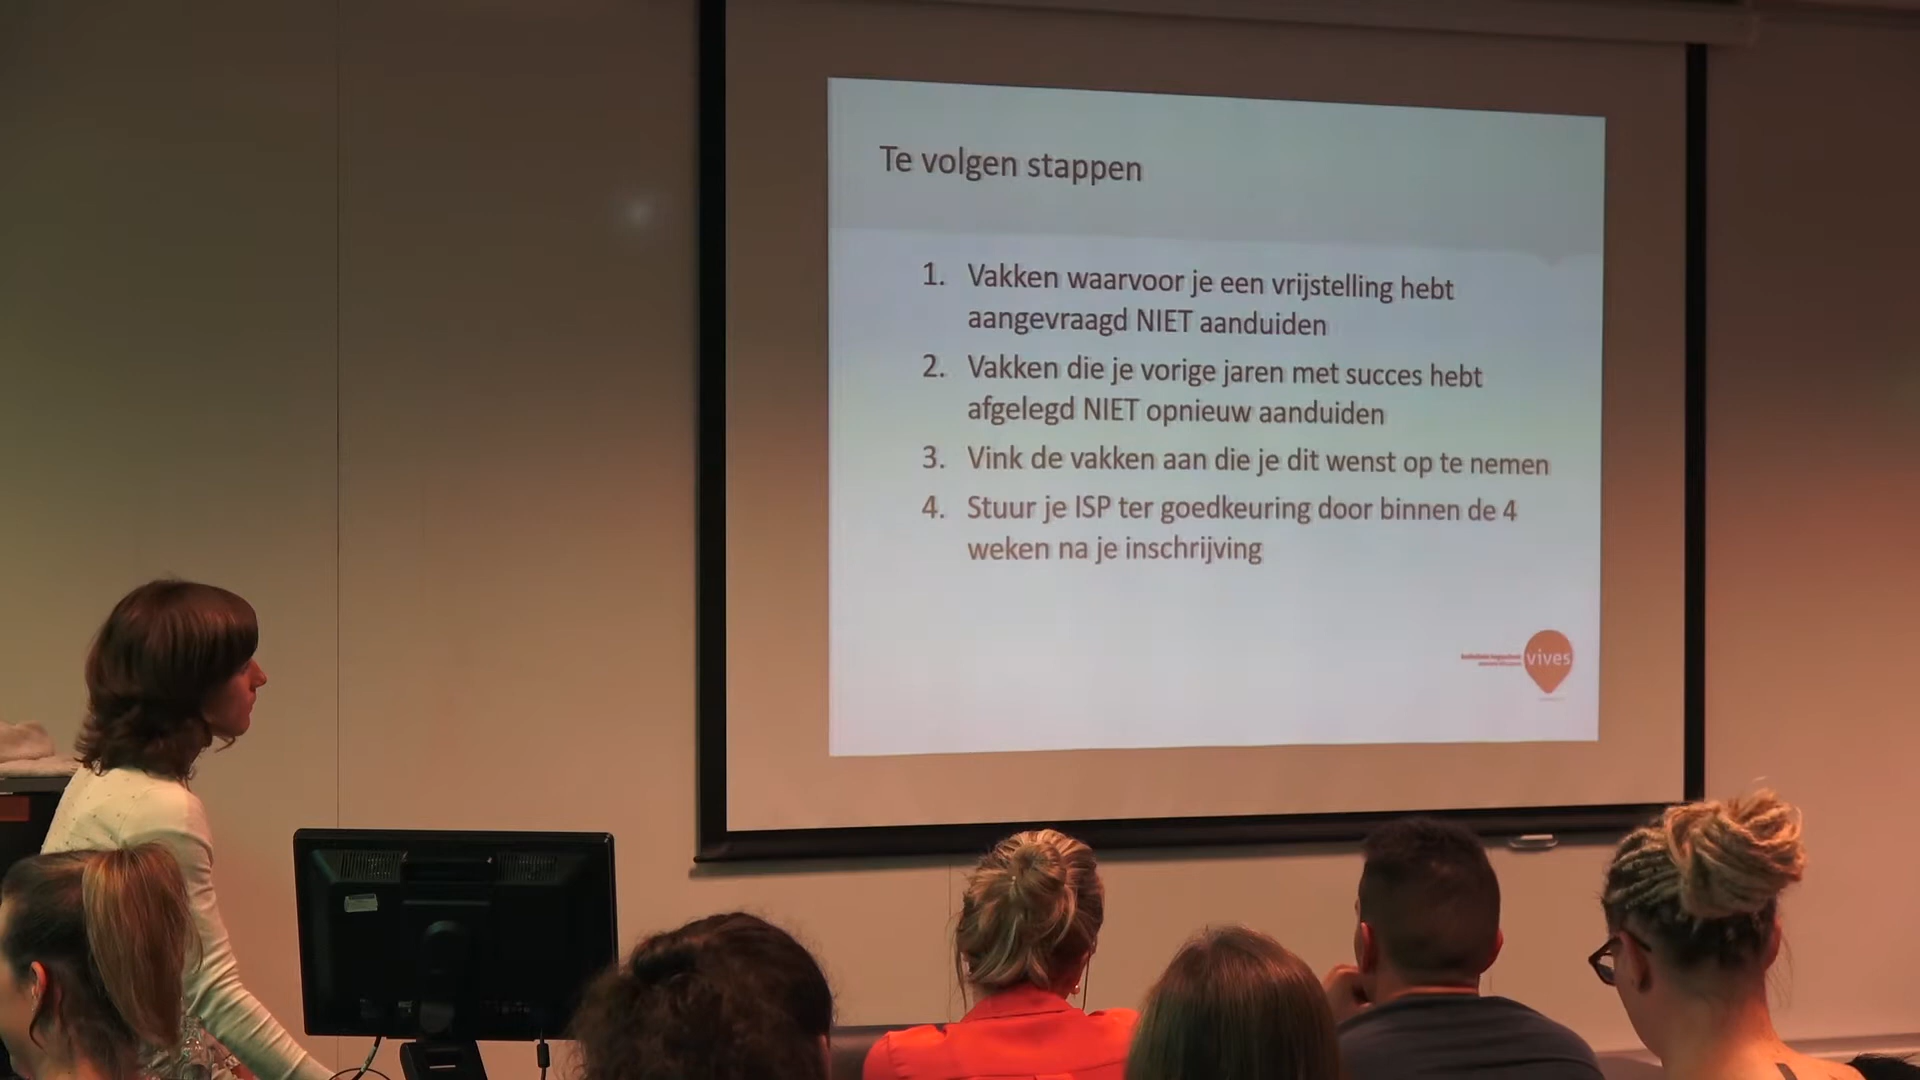 Te volgen stappen
1. Vakken waarvoor je een vrijstelling hebt
aangevraagd NIET aanduiden
2. Vakken die je vorige jaren met succes hebt
afgelegd NIET opnieuw aanduiden
3. Vink de vakken aan die je dit wenst op te nemen
4. Stuur je ISP ter goedkeuring door binnen de 4
weken na je inschrijving
vives